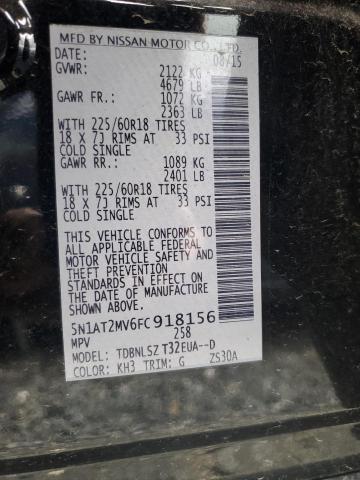 MFD BY NISSAN MOTOR CO., LTD.
DATE: 08/15
GVWR: 2122 KG
4679 LB
GAWR FR.: 1072 KG
2363 LB
WITH 225/60R18 TIRES
18 X 7J RIMS AT 33 PSI
COLD SINGLE
GAWR RR.: 1089 KG
2401 LB
WITH 225/60R18 TIRES
18 X 7J RIMS AT 33 PSI
COLD SINGLE
THIS VEHICLE CONFORMS TO
ALL APPLICABLE FEDERAL
MOTOR VEHICLE SAFETY
AND THEFT PREVENTION
STANDARDS IN EFFECT ON
THE DATE OF MANUFACTURE
SHOWN ABOVE.
5N1AT2MV6FC918156
MPV 258
MODEL: TDBNLSZ T32EUA--D
COLOR: KH3 TRIM: G ZS30A